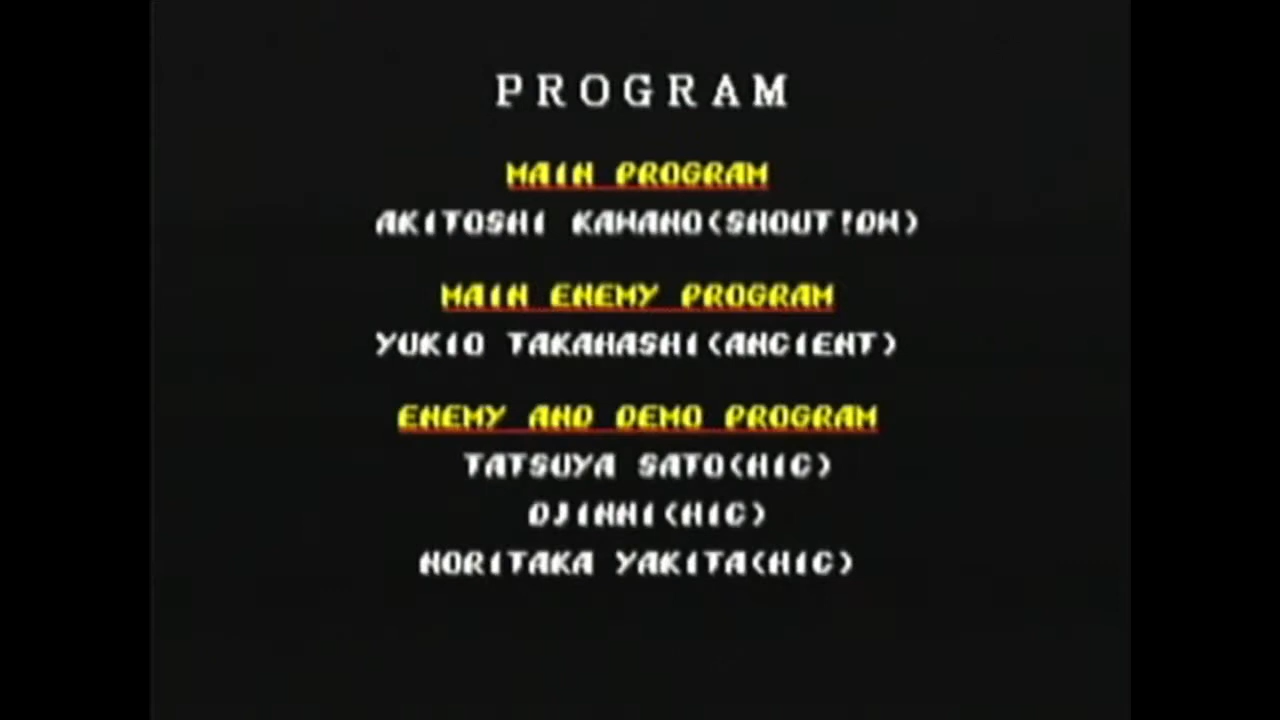 PROGRAM
MAIN PROGRAM
AKITOSHI KAWANO(SHOUT!DW)
MAIN ENEMY PROGRAM
YUKIO TAKAHASHI(ANCIENT)
ENEMY AND DEMO PROGRAM
TATSUYA SATO(HIC)
DJINNI(HIC)
NORITAKA YAKITA(HIC)